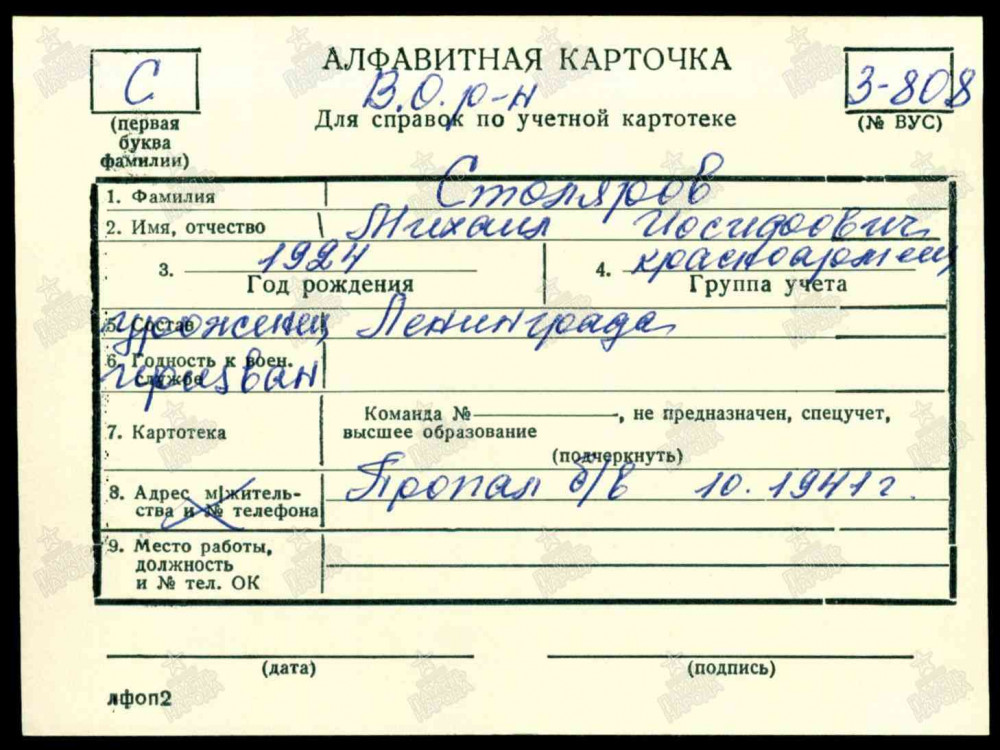 АЛФАВИТНАЯ КАРТОЧКА
С
В.О. р-н
3-808
(первая буква фамилии)
Для справок по учетной картотеке
(№ ВУС)
1. Фамилия Столяров
2. Имя, отчество Михаил Иосифович
3. 1924 4. красноармеец
Год рождения Группа учета
5. Состав уроженец Ленинграда
6. Годность к воен. службе призван
Команда № , не предназначен, спецучет,
7. Картотека высшее образование
(подчеркнуть)
8. Адрес м/житель- Пропал б/в 10.1941 г.
ства и № телефона
9. Место работы,
должность
и № тел. ОК
(дата) (подпись)
лфоп2